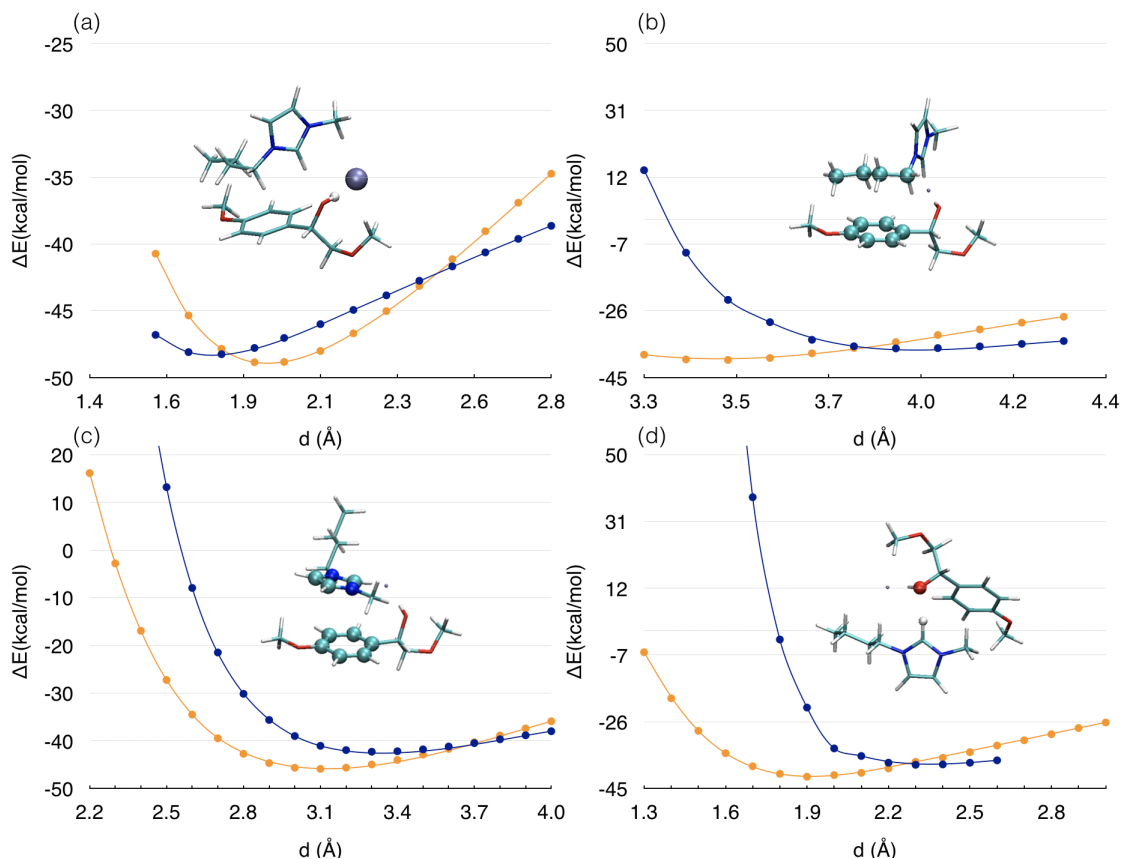 (a)
ΔE(kcal/mol)
-25
-30
-35
-40
-45
-50
1.4 1.6 1.9 2.1 2.3 2.6 2.8
d (Å)
(b)
ΔE(kcal/mol)
50
31
12
-7
-26
-45
3.3 3.5 3.7 4.0 4.2 4.4
d (Å)
(c)
ΔE(kcal/mol)
20
10
0
-10
-20
-30
-40
-50
2.2 2.5 2.8 3.1 3.4 3.7 4.0
d (Å)
(d)
ΔE(kcal/mol)
50
31
12
-7
-26
-45
1.3 1.6 1.9 2.2 2.6 2.8
d (Å)